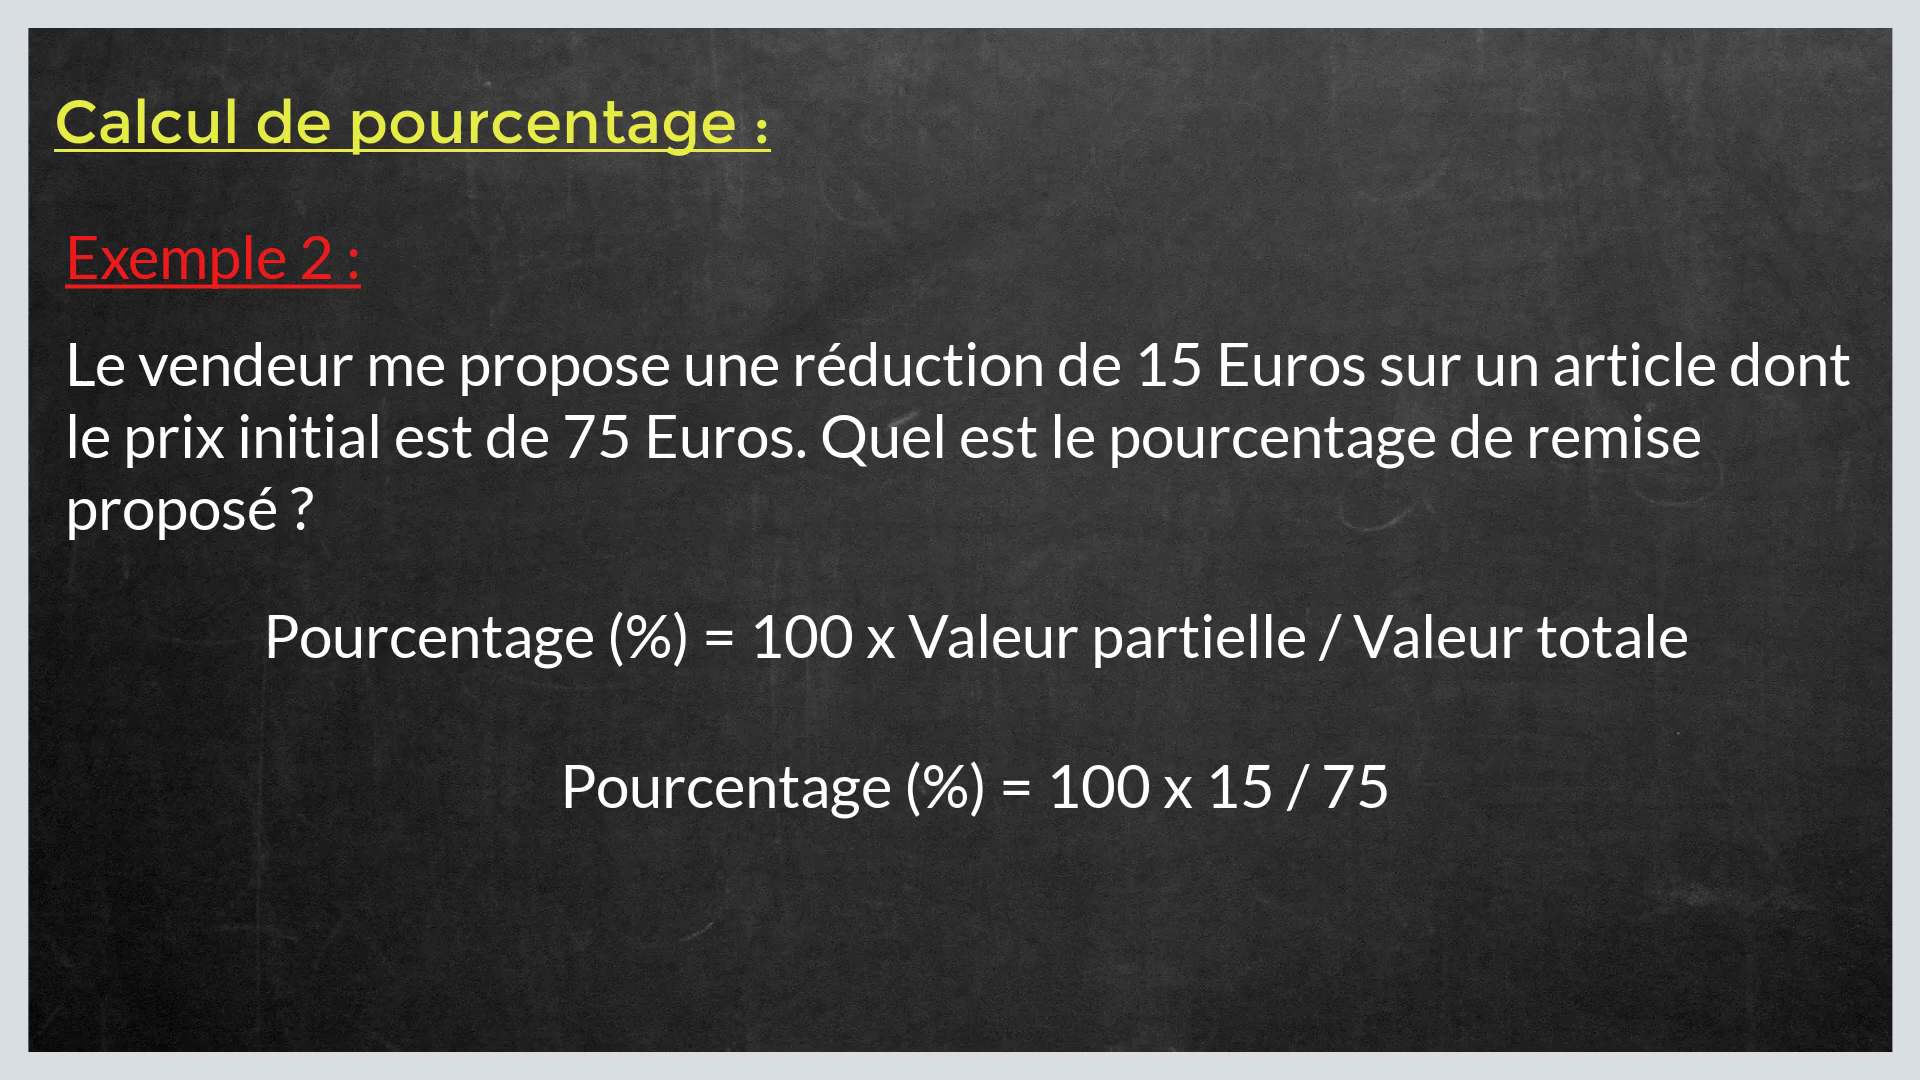 Calcul de pourcentage :
Exemple 2 :
Le vendeur me propose une réduction de 15 Euros sur un article dont
le prix initial est de 75 Euros. Quel est le pourcentage de remise
proposé ?
Pourcentage (%) = 100 x Valeur partielle / Valeur totale
Pourcentage (%) = 100 x 15 / 75